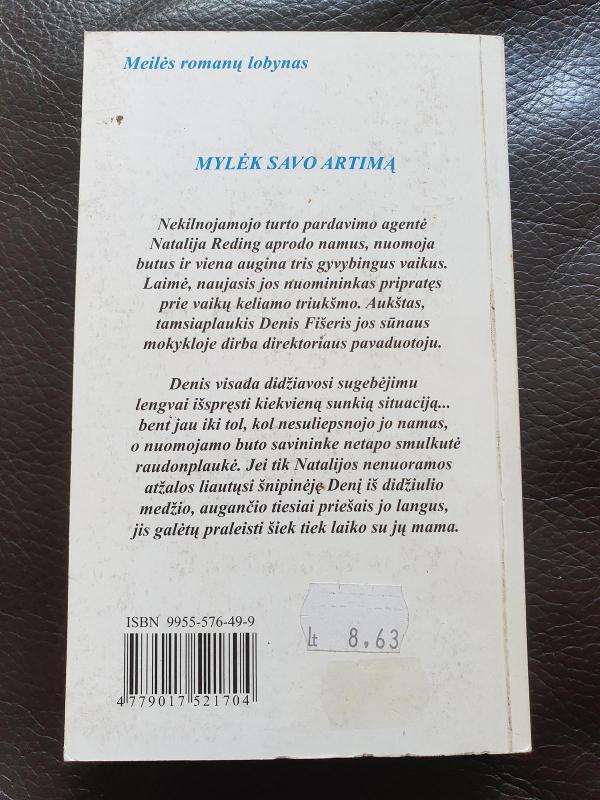 Meilės romanų lobynas
MYLĖK SAVO ARTIMĄ
Nekilnojamojo turto pardavimo agentė
Natalija Reding aprodo namus, nuomoja
butus ir viena augina tris gyvybingus vaikus.
Laimė, naujasis jos nuomininkas pripratęs
prie vaikų keliamo triukšmo. Aukštas,
tamsiaplaukis Denis Fišeris jos sūnaus
mokykloje dirba direktoriaus pavaduotoju.
Denis visada didžiavosi sugebėjimu
lengvai išspręsti kiekvieną sunkią situaciją...
bent jau iki tol, kol nesuliepsnojo jo namas,
o nuomojamo buto savininke netapo smulkutė
raudonplaukė. Jei tik Natalijos nenuoramos
atžalos liautųsi šnipinėję Denį iš didžiulio
medžio, augančio tiesiai priešais jo langus,
jis galėtų praleisti šiek tiek laiko su jų mama.
ISBN 9955-576-49-9
Lt 8,63
4 779017 521704